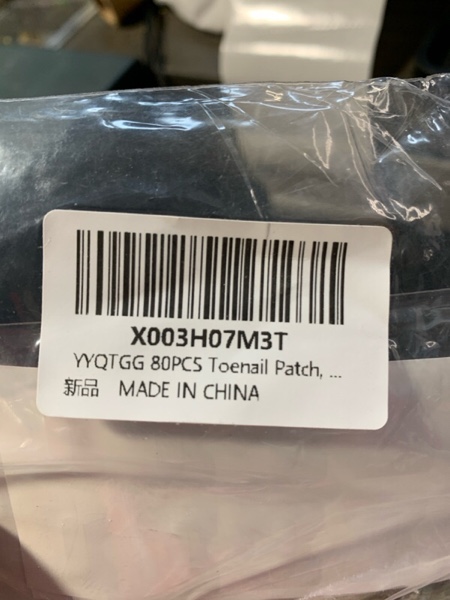 X003H07M3T
YYQTGG 80PCS Toenail Patch, ...
新品 MADE IN CHINA